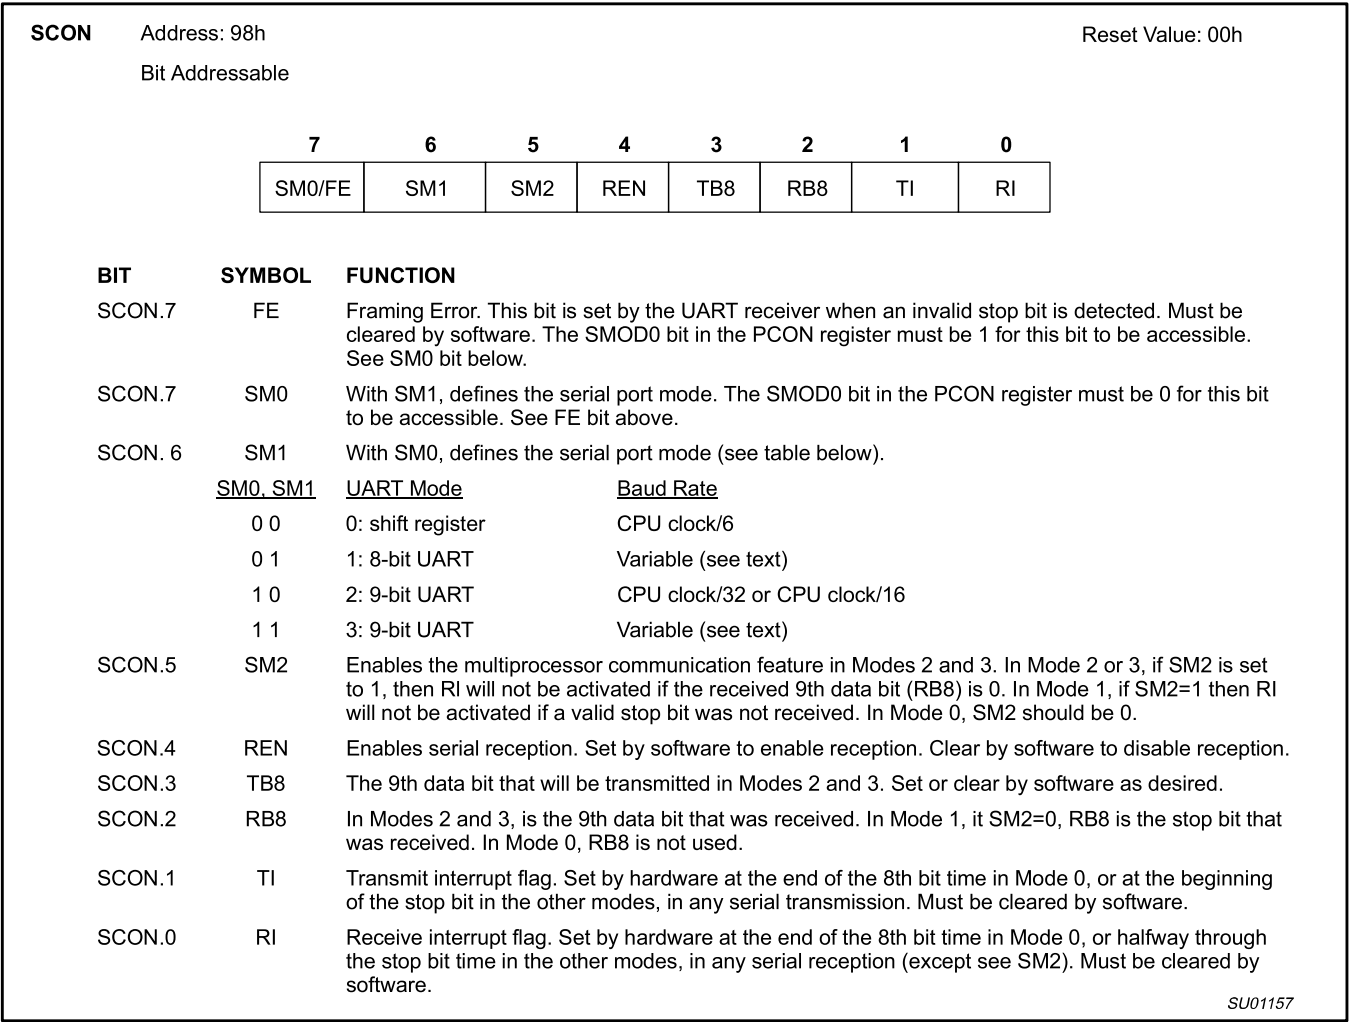 SCON Address: 98h Reset Value: 00h
Bit Addressable
7 6 5 4 3 2 1 0
SM0/FE SM1 SM2 REN TB8 RB8 TI RI
BIT SYMBOL FUNCTION
SCON.7 FE Framing Error. This bit is set by the UART receiver when an invalid stop bit is detected. Must be
cleared by software. The SMOD0 bit in the PCON register must be 1 for this bit to be accessible.
See SM0 bit below.
SCON.7 SM0 With SM1, defines the serial port mode. The SMOD0 bit in the PCON register must be 0 for this bit
to be accessible. See FE bit above.
SCON. 6 SM1 With SM0, defines the serial port mode (see table below).
SM0, SM1 UART Mode Baud Rate
0 0 0: shift register CPU clock/6
0 1 1: 8-bit UART Variable (see text)
1 0 2: 9-bit UART CPU clock/32 or CPU clock/16
1 1 3: 9-bit UART Variable (see text)
SCON.5 SM2 Enables the multiprocessor communication feature in Modes 2 and 3. In Mode 2 or 3, if SM2 is set
to 1, then RI will not be activated if the received 9th data bit (RB8) is 0. In Mode 1, if SM2=1 then RI
will not be activated if a valid stop bit was not received. In Mode 0, SM2 should be 0.
SCON.4 REN Enables serial reception. Set by software to enable reception. Clear by software to disable reception.
SCON.3 TB8 The 9th data bit that will be transmitted in Modes 2 and 3. Set or clear by software as desired.
SCON.2 RB8 In Modes 2 and 3, is the 9th data bit that was received. In Mode 1, it SM2=0, RB8 is the stop bit that
was received. In Mode 0, RB8 is not used.
SCON.1 TI Transmit interrupt flag. Set by hardware at the end of the 8th bit time in Mode 0, or at the beginning
of the stop bit in the other modes, in any serial transmission. Must be cleared by software.
SCON.0 RI Receive interrupt flag. Set by hardware at the end of the 8th bit time in Mode 0, or halfway through
the stop bit time in the other modes, in any serial reception (except see SM2). Must be cleared by
software.
SU01157